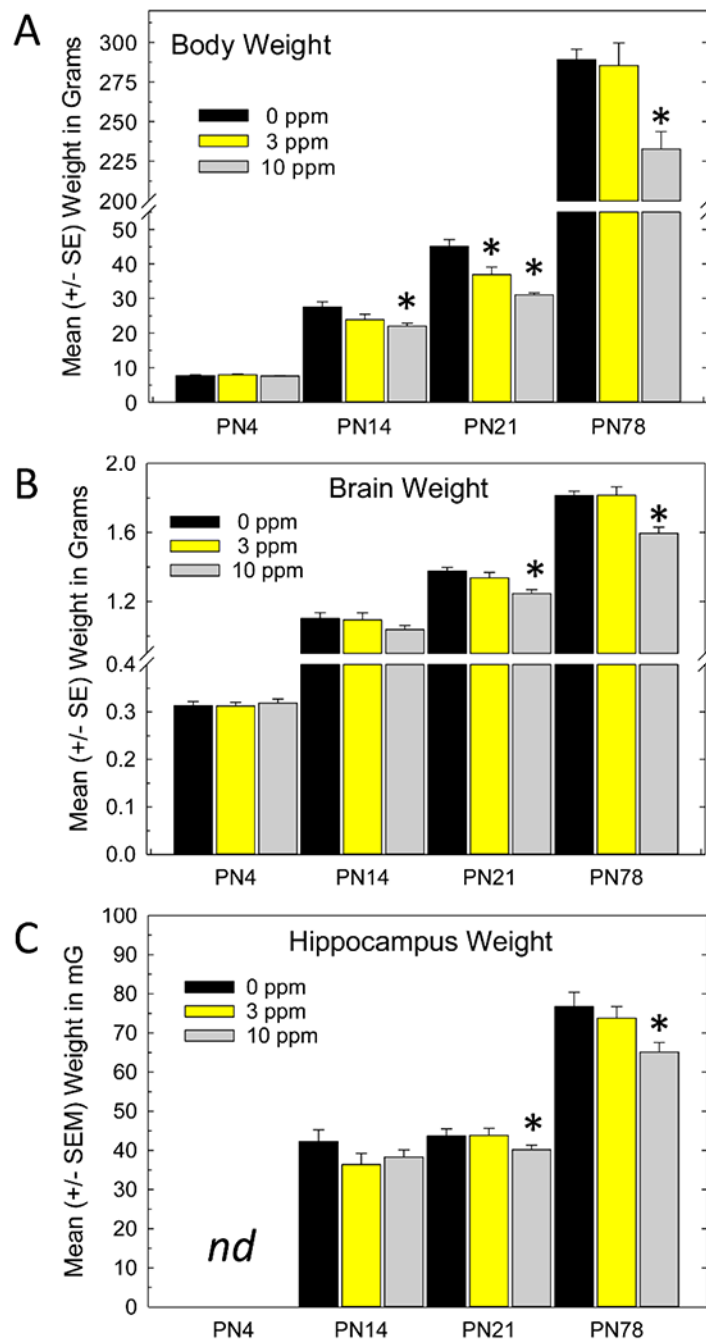 A
Body Weight
0 ppm
3 ppm
10 ppm
Mean (+/- SE) Weight in Grams
300
275
250
225
200
50
40
30
20
10
0
*
*
*
*
PN4 PN14 PN21 PN78
B
Brain Weight
0 ppm
3 ppm
10 ppm
Mean (+/- SE) Weight in Grams
2.0
1.6
1.2
0.4
0.3
0.2
0.1
0.0
*
*
PN4 PN14 PN21 PN78
C
Hippocampus Weight
0 ppm
3 ppm
10 ppm
Mean (+/- SEM) Weight in mG
100
90
80
70
60
50
40
30
20
10
0
*
*
nd
PN4 PN14 PN21 PN78